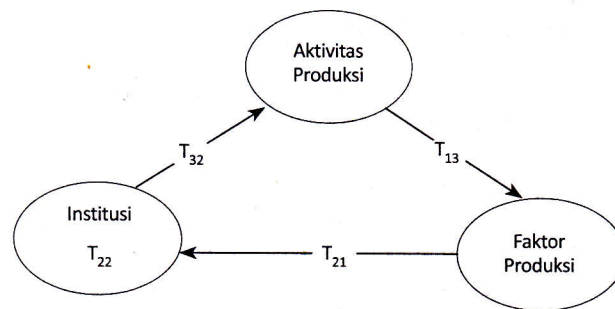 Aktivitas
Produksi
T32
T13
Institusi
T22
T21
Faktor
Produksi